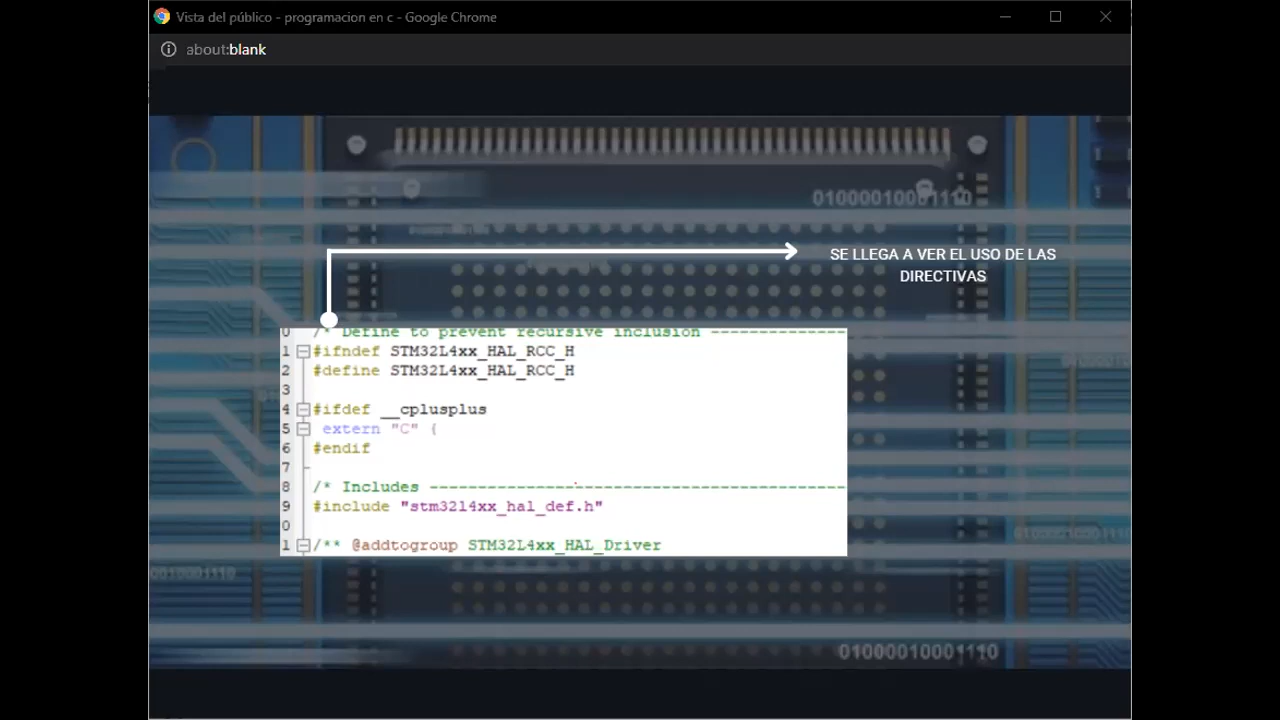 Vista del público - programacion en c - Google Chrome
about:blank
01000010001110
SE LLEGA A VER EL USO DE LAS
DIRECTIVAS
0 /* Define to prevent recursive inclusion ---------------
1 #ifndef STM32L4xx_HAL_RCC_H
2 #define STM32L4xx_HAL_RCC_H
3
4 #ifdef __cplusplus
5 extern "C" {
6 #endif
7
8 /* Includes -------------------------------------------
9 #include "stm32l4xx_hal_def.h"
0
1 /** @addtogroup STM32L4xx_HAL_Driver
0010001110
01000010001110